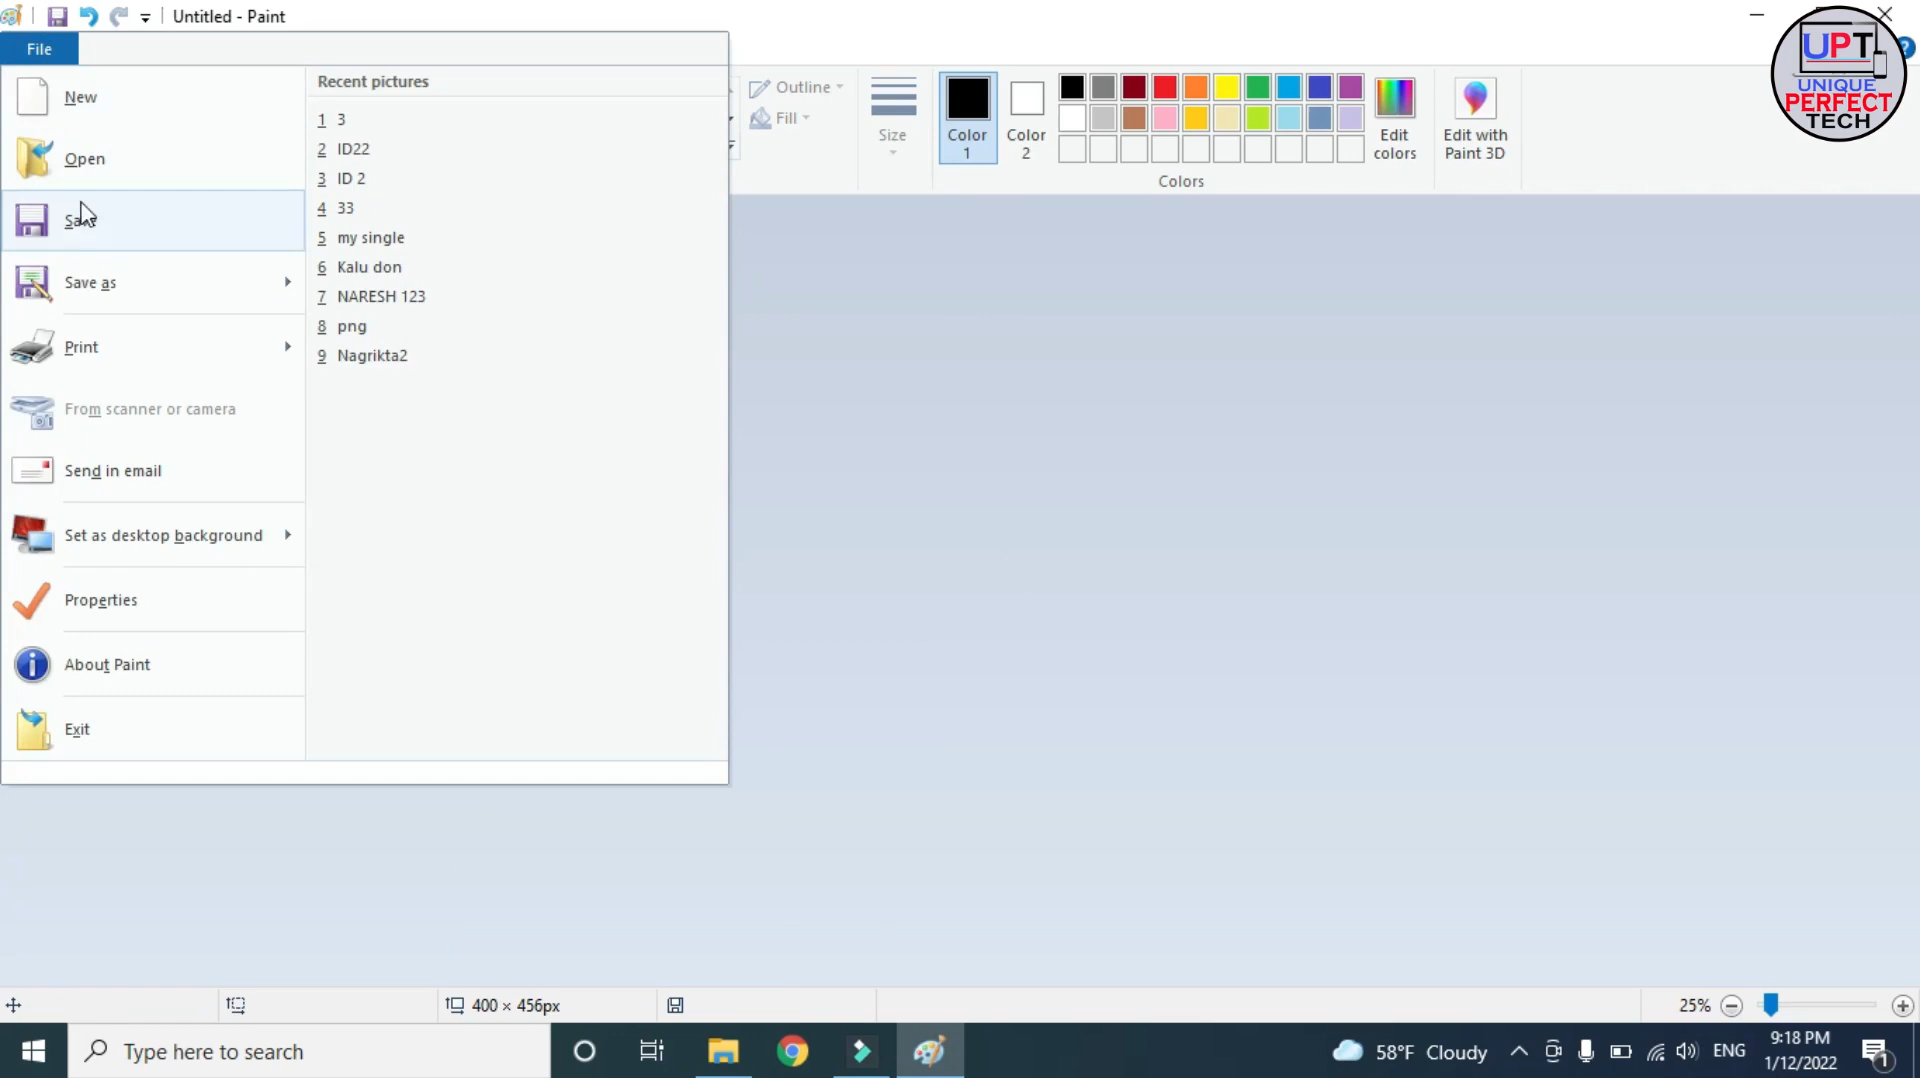 Untitled - Paint
File
New
Open
Save as
Print
From scanner or camera
Send in email
Set as desktop background
Properties
About Paint
Exit
Recent pictures
1 3
2 ID22
3 ID 2
4 33
5 my single
6 Kalu don
7 NARESH 123
8 png
9 Nagrikta2
Outline
Fill
Size
Color
1
Color
2
Edit
colors
Edit with
Paint 3D
Colors
UPT
UNIQUE
PERFECT
TECH
400 × 456px
25%
Type here to search
58°F Cloudy
ENG
9:18 PM
1/12/2022
1